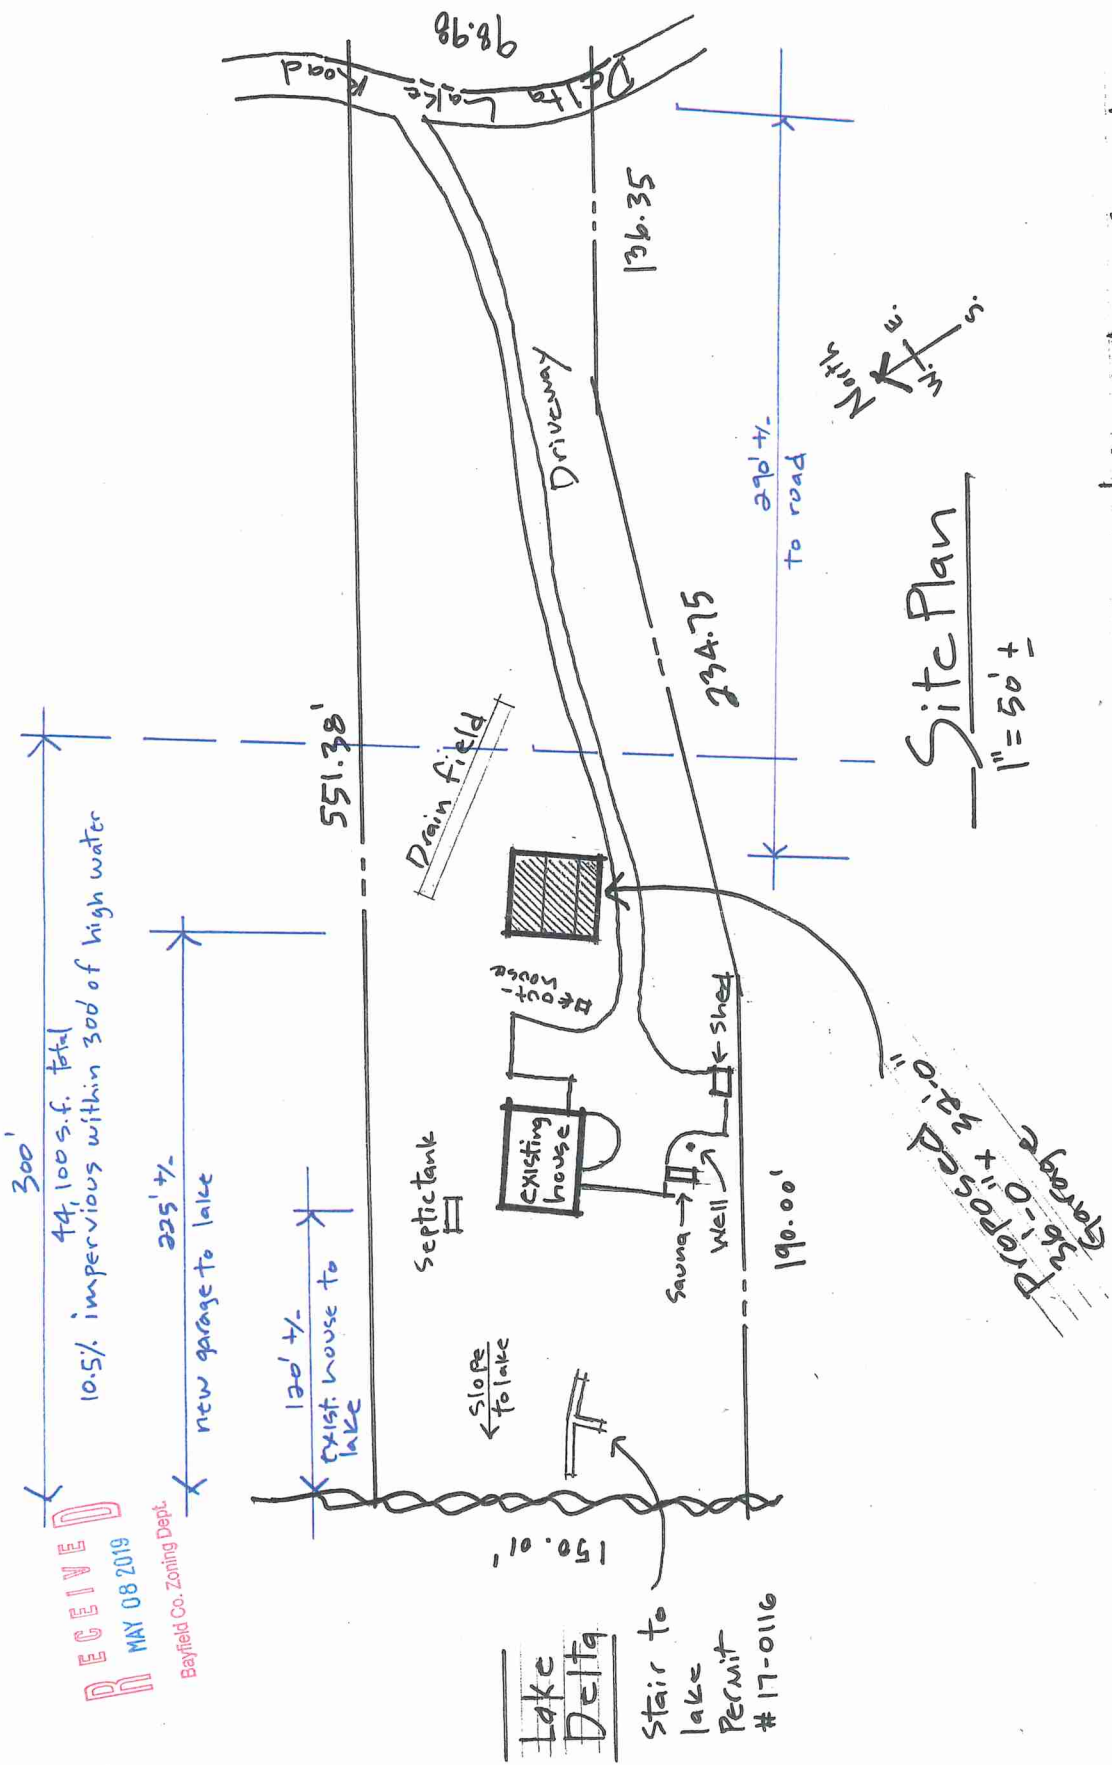 RECEIVED
MAY 08 2019
Bayfield Co. Zoning Dept.
300'
44,100 s.f. total
10.5% impervious within 300' of high water
225' +/-
new garage to lake
120' +/-
exist. house to
lake
551.38'
Drain field
Septic tank
existing
house
out-
house
Slope
to lake
Sauna
Well
Shed
Driveway
Delta Lake Road
98.98
136.35
234.75
190.00'
150.01'
Lake
Delta
Stair to
lake
Permit
#17-0116
Proposed
36'-0" + 32'-0"
Garage
290' +/-
to road
North
E.
W.
S.
Site Plan
1" = 50' ±